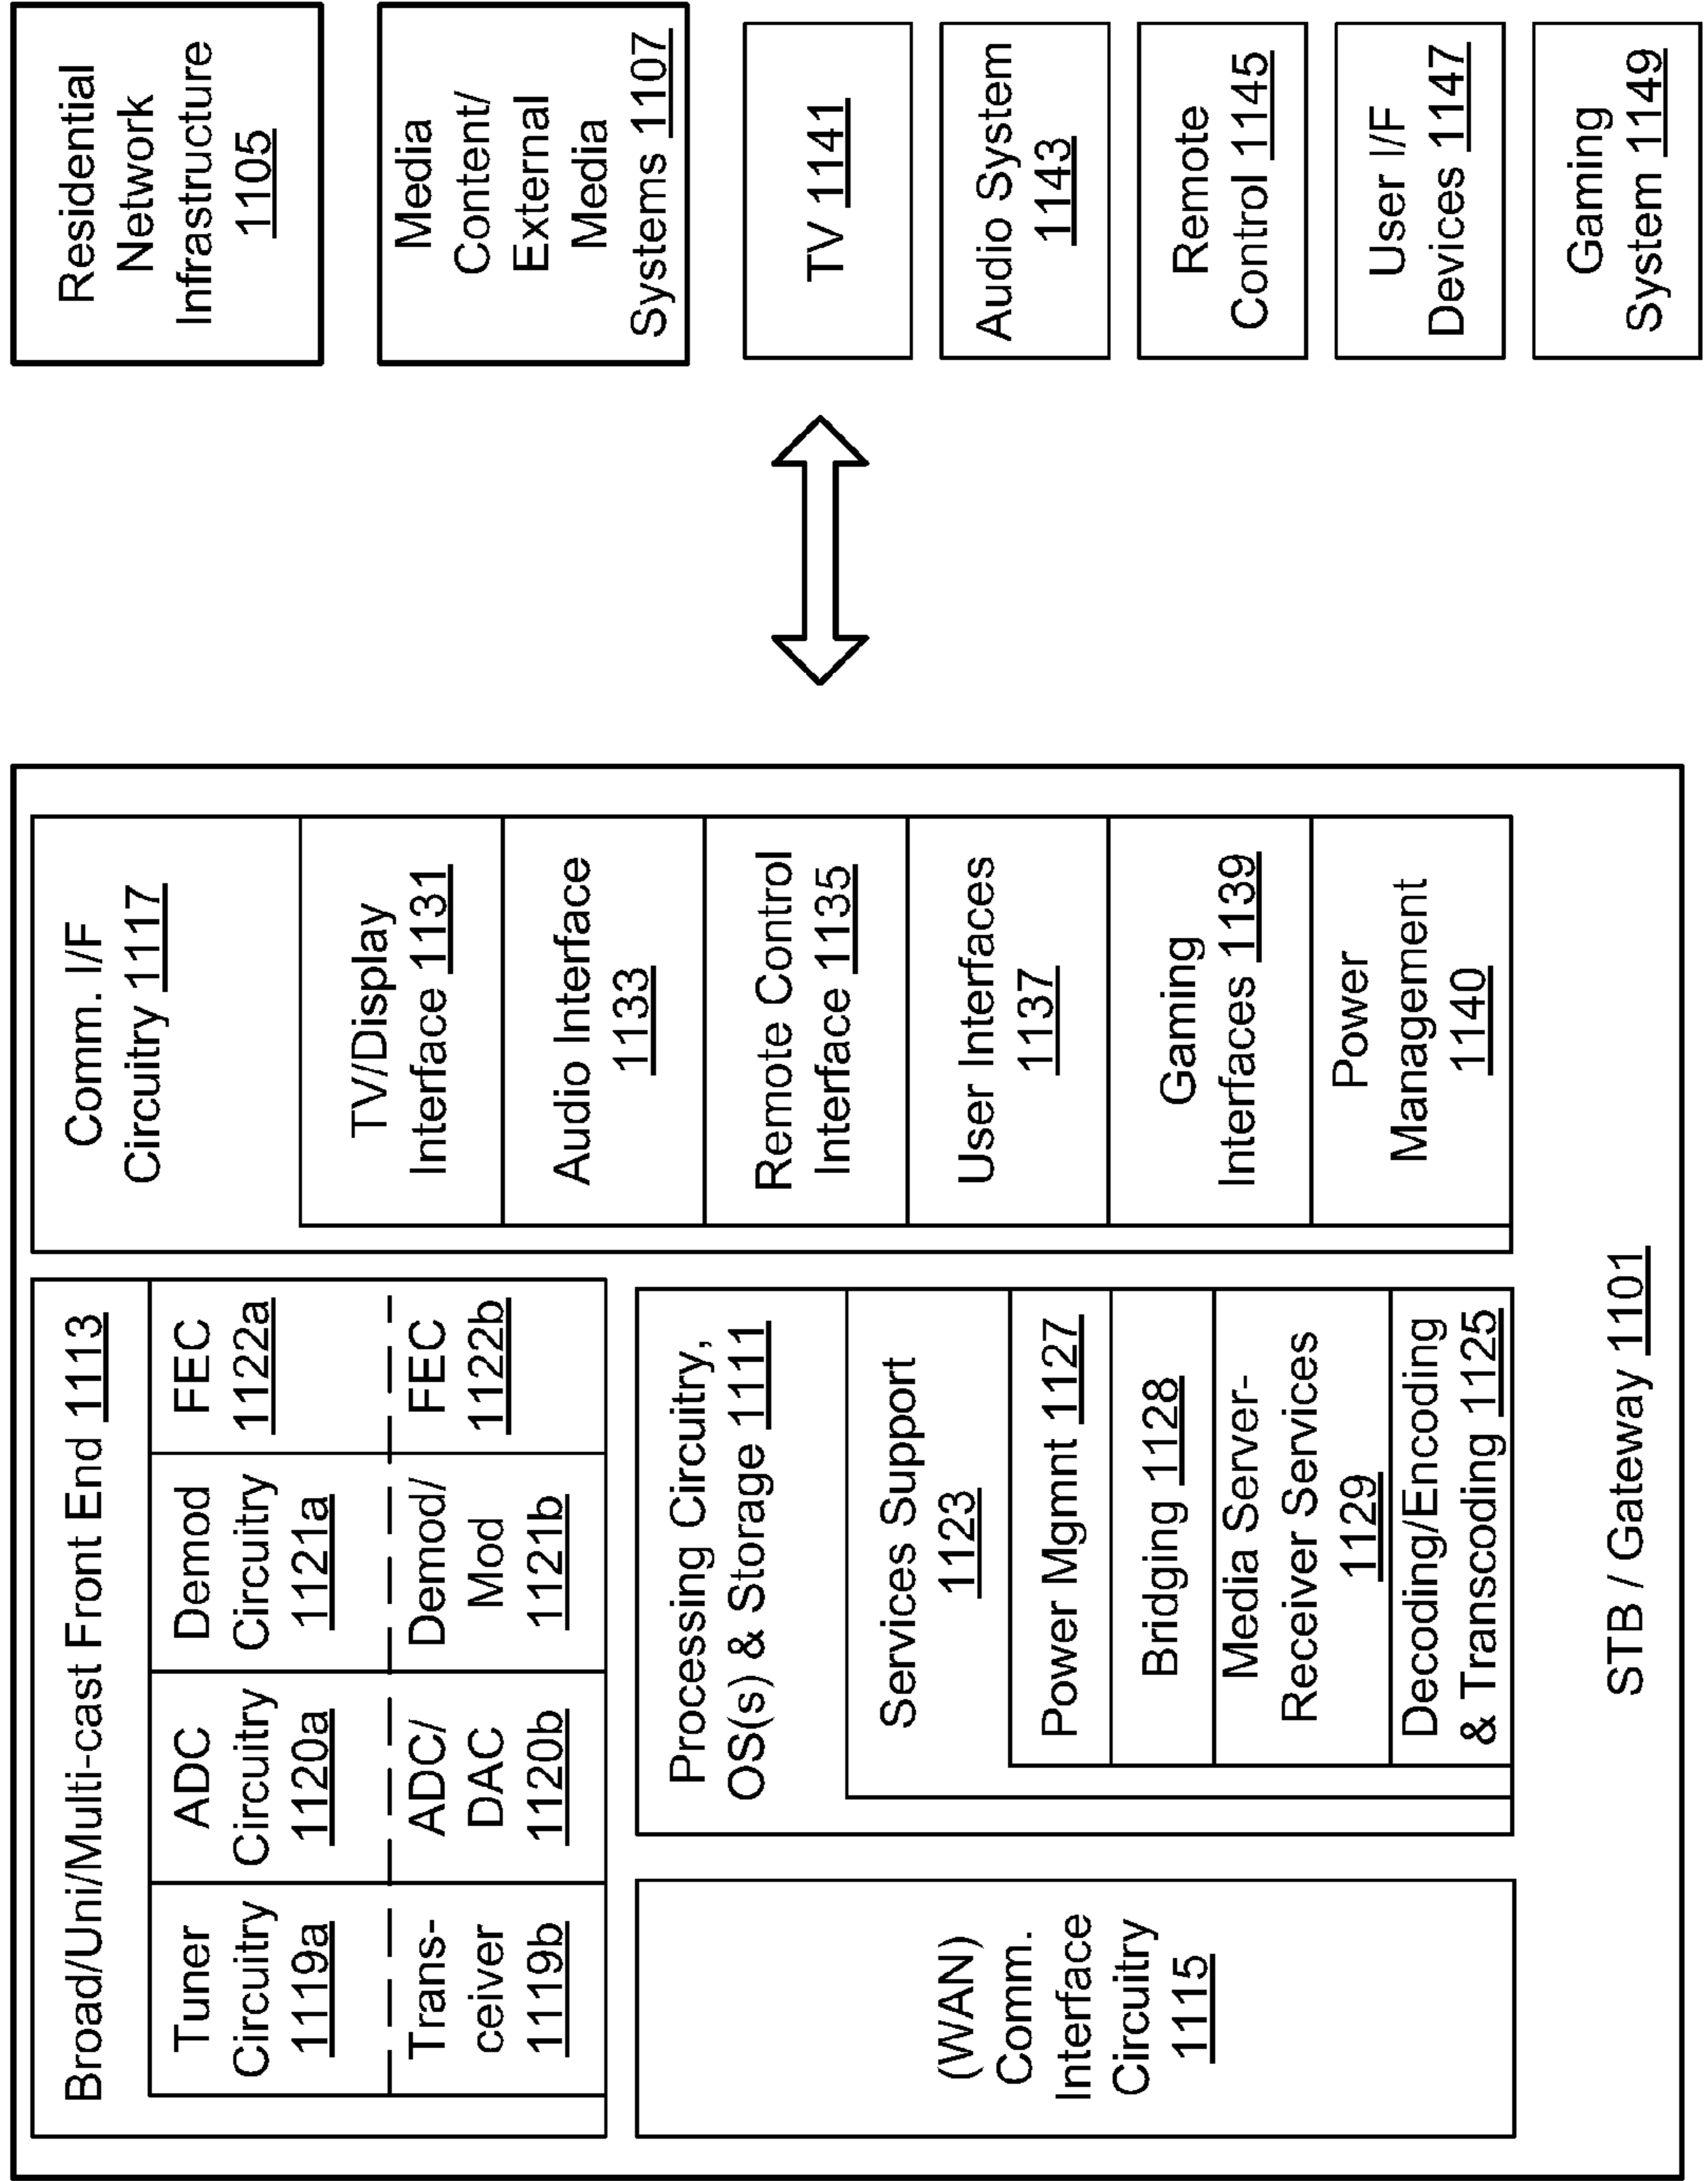 Broad/Uni/Multi-cast Front End 1113
Tuner
Circuitry
1119a
ADC
Circuitry
1120a
Demod
Circuitry
1121a
FEC
1122a
Trans-
ceiver
1119b
ADC/
DAC
1120b
Demod/
Mod
1121b
FEC
1122b
(WAN)
Comm.
Interface
Circuitry
1115
Processing Circuitry,
OS(s) & Storage 1111
Services Support
1123
Power Mgmnt 1127
Bridging 1128
Media Server-
Receiver Services
1129
Decoding/Encoding
& Transcoding 1125
Comm. I/F
Circuitry 1117
TV/Display
Interface 1131
Audio Interface
1133
Remote Control
Interface 1135
User Interfaces
1137
Gaming
Interfaces 1139
Power
Management
1140
STB / Gateway 1101
Residential
Network
Infrastructure
1105
Media
Content/
External
Media
Systems 1107
TV 1141
Audio System
1143
Remote
Control 1145
User I/F
Devices 1147
Gaming
System 1149